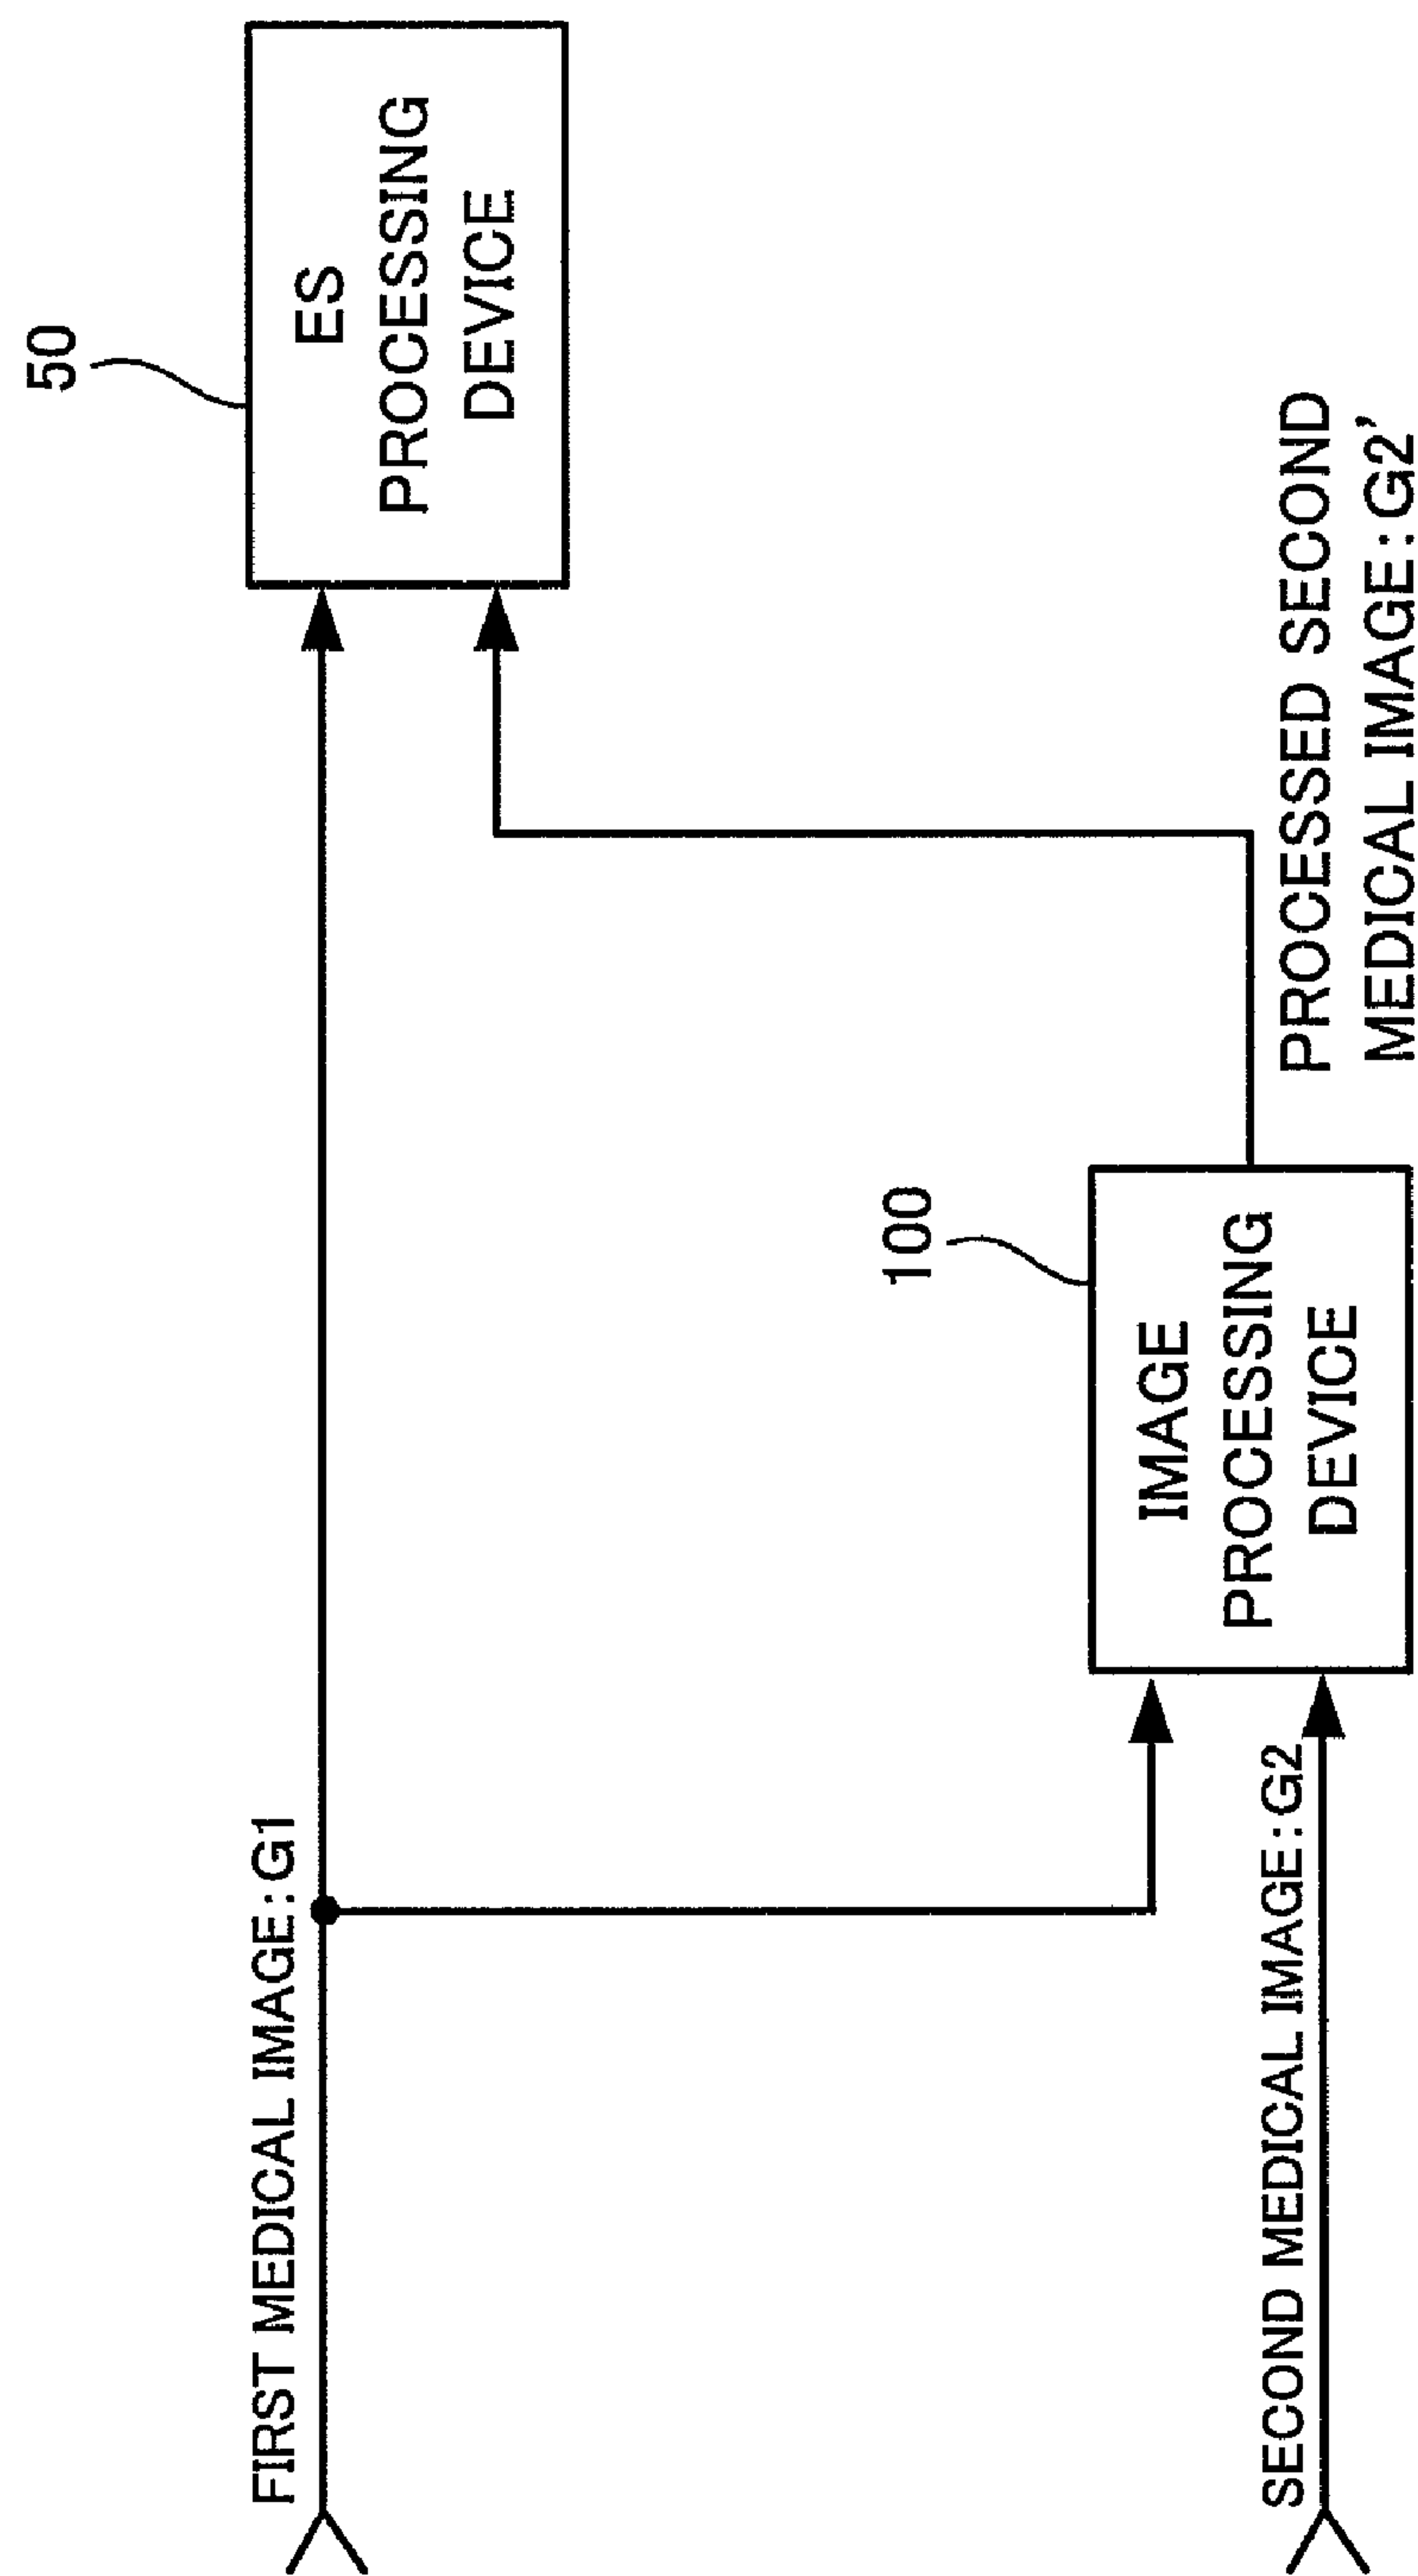 FIRST MEDICAL IMAGE:G1
50
ES
PROCESSING
DEVICE
SECOND MEDICAL IMAGE:G2
100
IMAGE
PROCESSING
DEVICE
PROCESSED SECOND
MEDICAL IMAGE:G2'